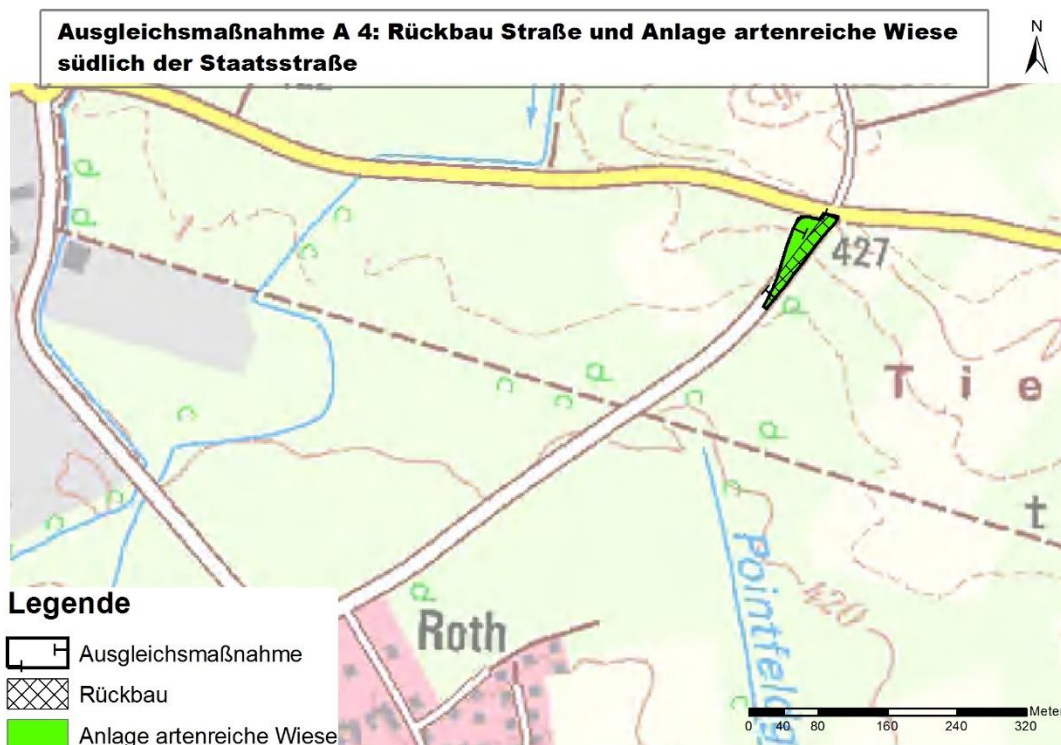 Ausgleichsmaßnahme A 4: Rückbau Straße und Anlage artenreiche Wiese
südlich der Staatsstraße
N
427
T i e
t
Roth
420
Legende
Ausgleichsmaßnahme
Rückbau
Anlage artenreiche Wiese
Meter
0 40 80 160 240 320